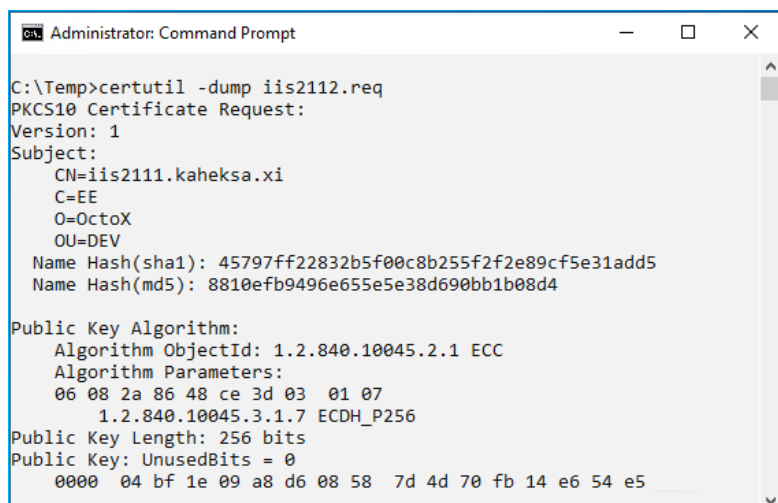 Administrator: Command Prompt
C:\Temp>certutil -dump iis2112.req
PKCS10 Certificate Request:
Version: 1
Subject:
    CN=iis2111.kaheksa.xi
    C=EE
    O=OctoX
    OU=DEV
  Name Hash(sha1): 45797ff22832b5f00c8b255f2f2e89cf5e31add5
  Name Hash(md5): 8810efb9496e655e5e38d690bb1b08d4
Public Key Algorithm:
    Algorithm ObjectId: 1.2.840.10045.2.1 ECC
    Algorithm Parameters:
    06 08 2a 86 48 ce 3d 03  01 07
        1.2.840.10045.3.1.7 ECDH_P256
Public Key Length: 256 bits
Public Key: UnusedBits = 0
    0000  04 bf 1e 09 a8 d6 08 58  7d 4d 70 fb 14 e6 54 e5